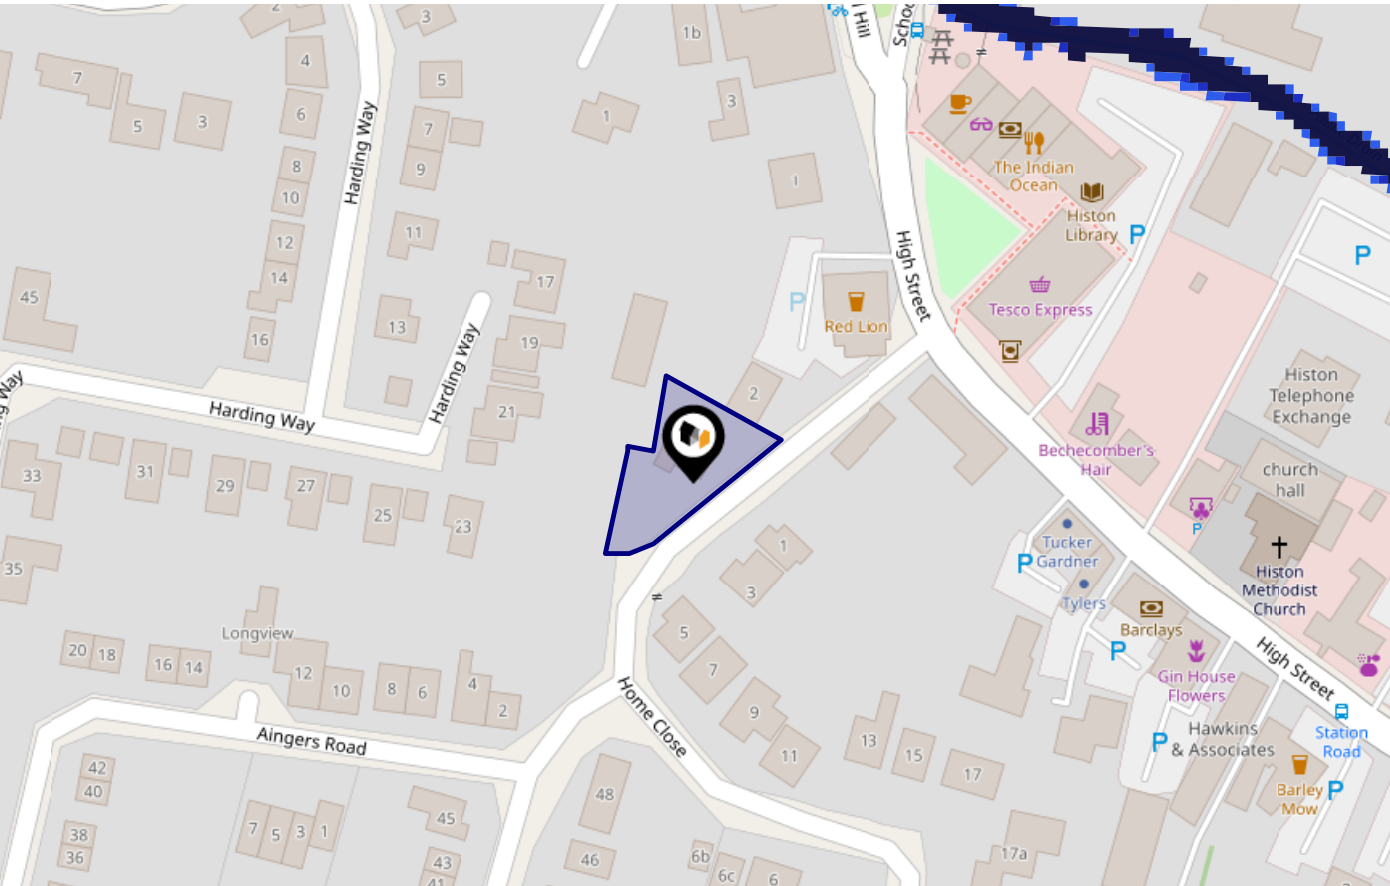 2
3
1b
Hill
Schoo
4
7
5
3
6
5
7
3
1
8
9
10
Harding Way
The Indian
Ocean
I
Histon
Library
P
12
11
14
17
High Street
P
45
P
Tesco Express
13
Red Lion
16
19
Harding Way
Harding Way
21
2
Histon
Telephone
Exchange
Bechecomber's
Hair
church
hall
33
31
29
27
25
23
P
35
1
3
Tucker
Gardner
P
Tylers
Histon
Methodist
Church
Barclays
P
Longview
20 18
16 14
12
10
8 6
4
2
5
7
9
11
High Street
Gin House
Flowers
Home Close
Aingers Road
13
15
17
P
Hawkins
& Associates
Station
Road
Barley
Mow
P
42
40
48
38
36
7 5 3 1
45
46
43
41
6b
6c
6
17a